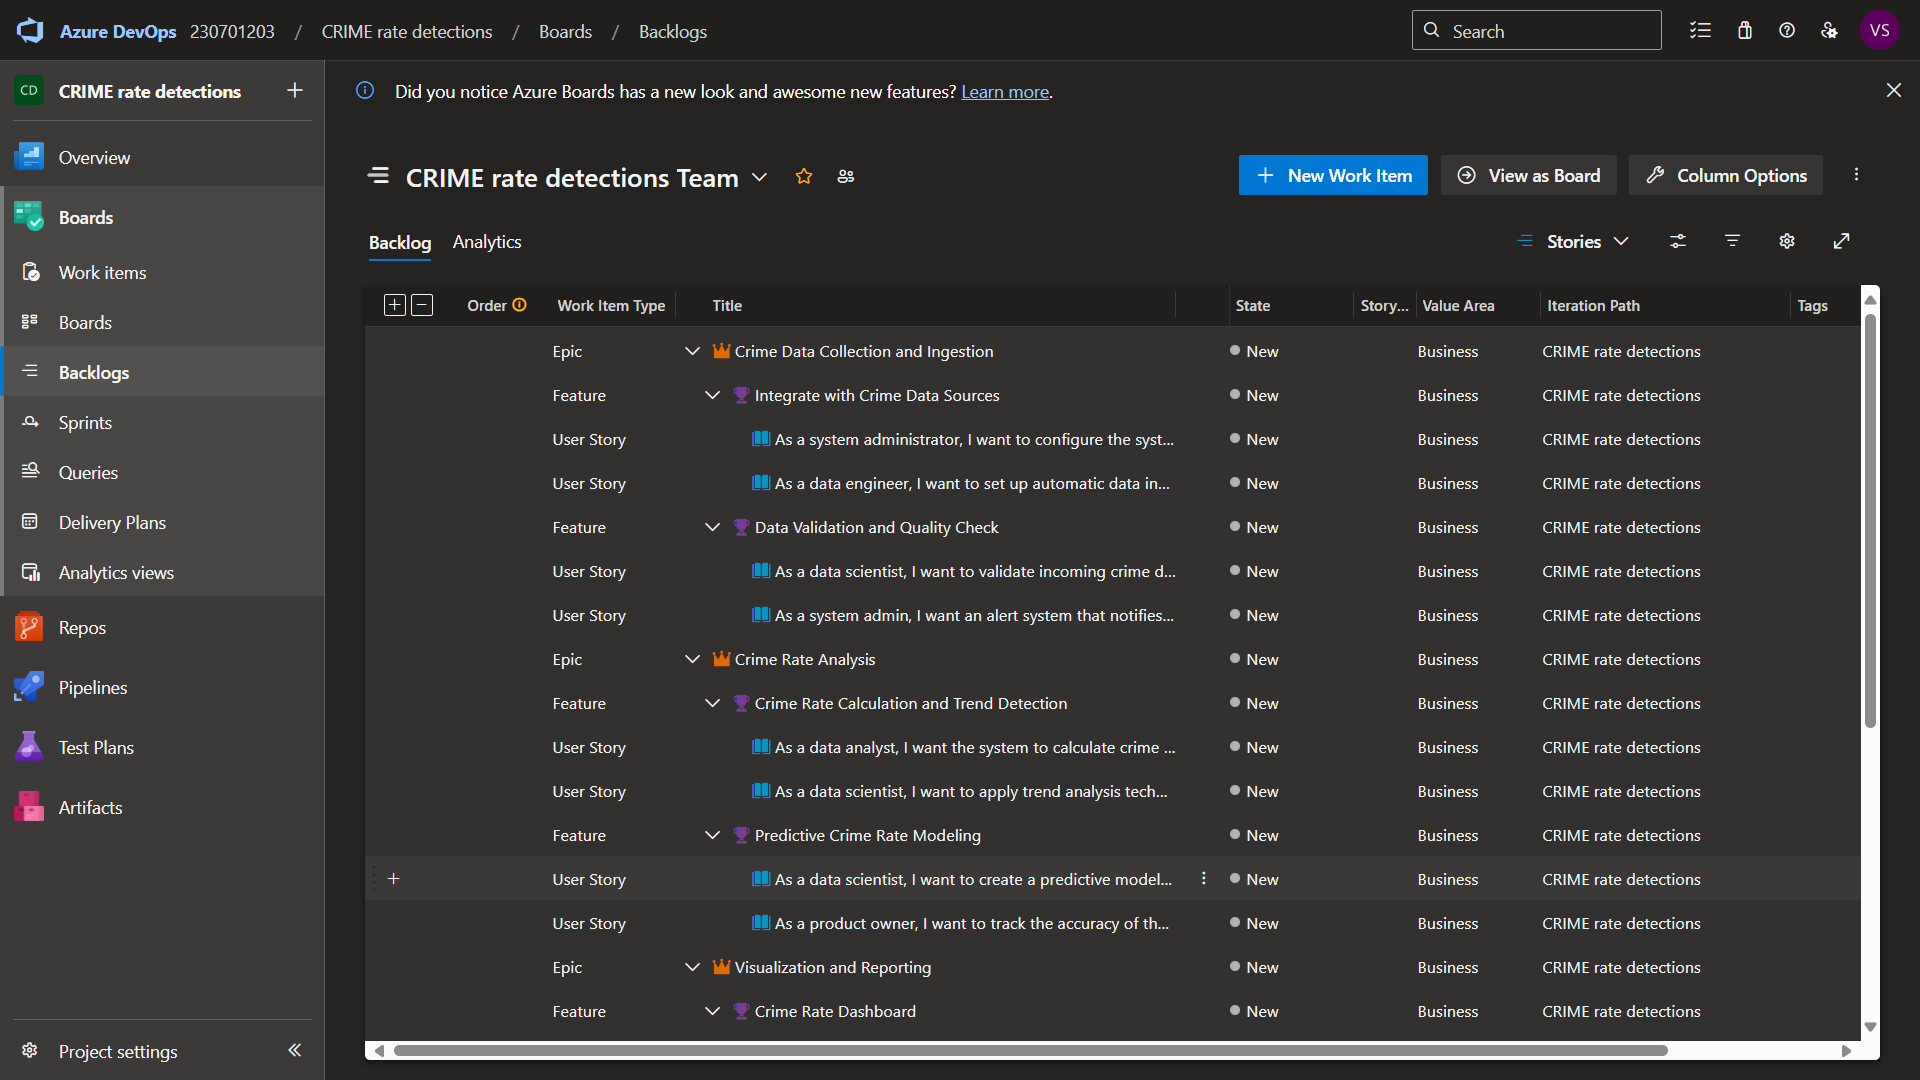 Azure DevOps 230701203 / CRIME rate detections / Boards / Backlogs
Search
VS
CD CRIME rate detections
Did you notice Azure Boards has a new look and awesome new features? Learn more.
Overview
Boards
Work items
Boards
Backlogs
Sprints
Queries
Delivery Plans
Analytics views
Repos
Pipelines
Test Plans
Artifacts
Project settings
CRIME rate detections Team
New Work Item
View as Board
Column Options
Backlog Analytics
Stories
Order Work Item Type Title State Story... Value Area Iteration Path Tags
Epic Crime Data Collection and Ingestion New Business CRIME rate detections
Feature Integrate with Crime Data Sources New Business CRIME rate detections
User Story As a system administrator, I want to configure the syst... New Business CRIME rate detections
User Story As a data engineer, I want to set up automatic data in... New Business CRIME rate detections
Feature Data Validation and Quality Check New Business CRIME rate detections
User Story As a data scientist, I want to validate incoming crime d... New Business CRIME rate detections
User Story As a system admin, I want an alert system that notifies... New Business CRIME rate detections
Epic Crime Rate Analysis New Business CRIME rate detections
Feature Crime Rate Calculation and Trend Detection New Business CRIME rate detections
User Story As a data analyst, I want the system to calculate crime ... New Business CRIME rate detections
User Story As a data scientist, I want to apply trend analysis tech... New Business CRIME rate detections
Feature Predictive Crime Rate Modeling New Business CRIME rate detections
User Story As a data scientist, I want to create a predictive model... New Business CRIME rate detections
User Story As a product owner, I want to track the accuracy of th... New Business CRIME rate detections
Epic Visualization and Reporting New Business CRIME rate detections
Feature Crime Rate Dashboard New Business CRIME rate detections